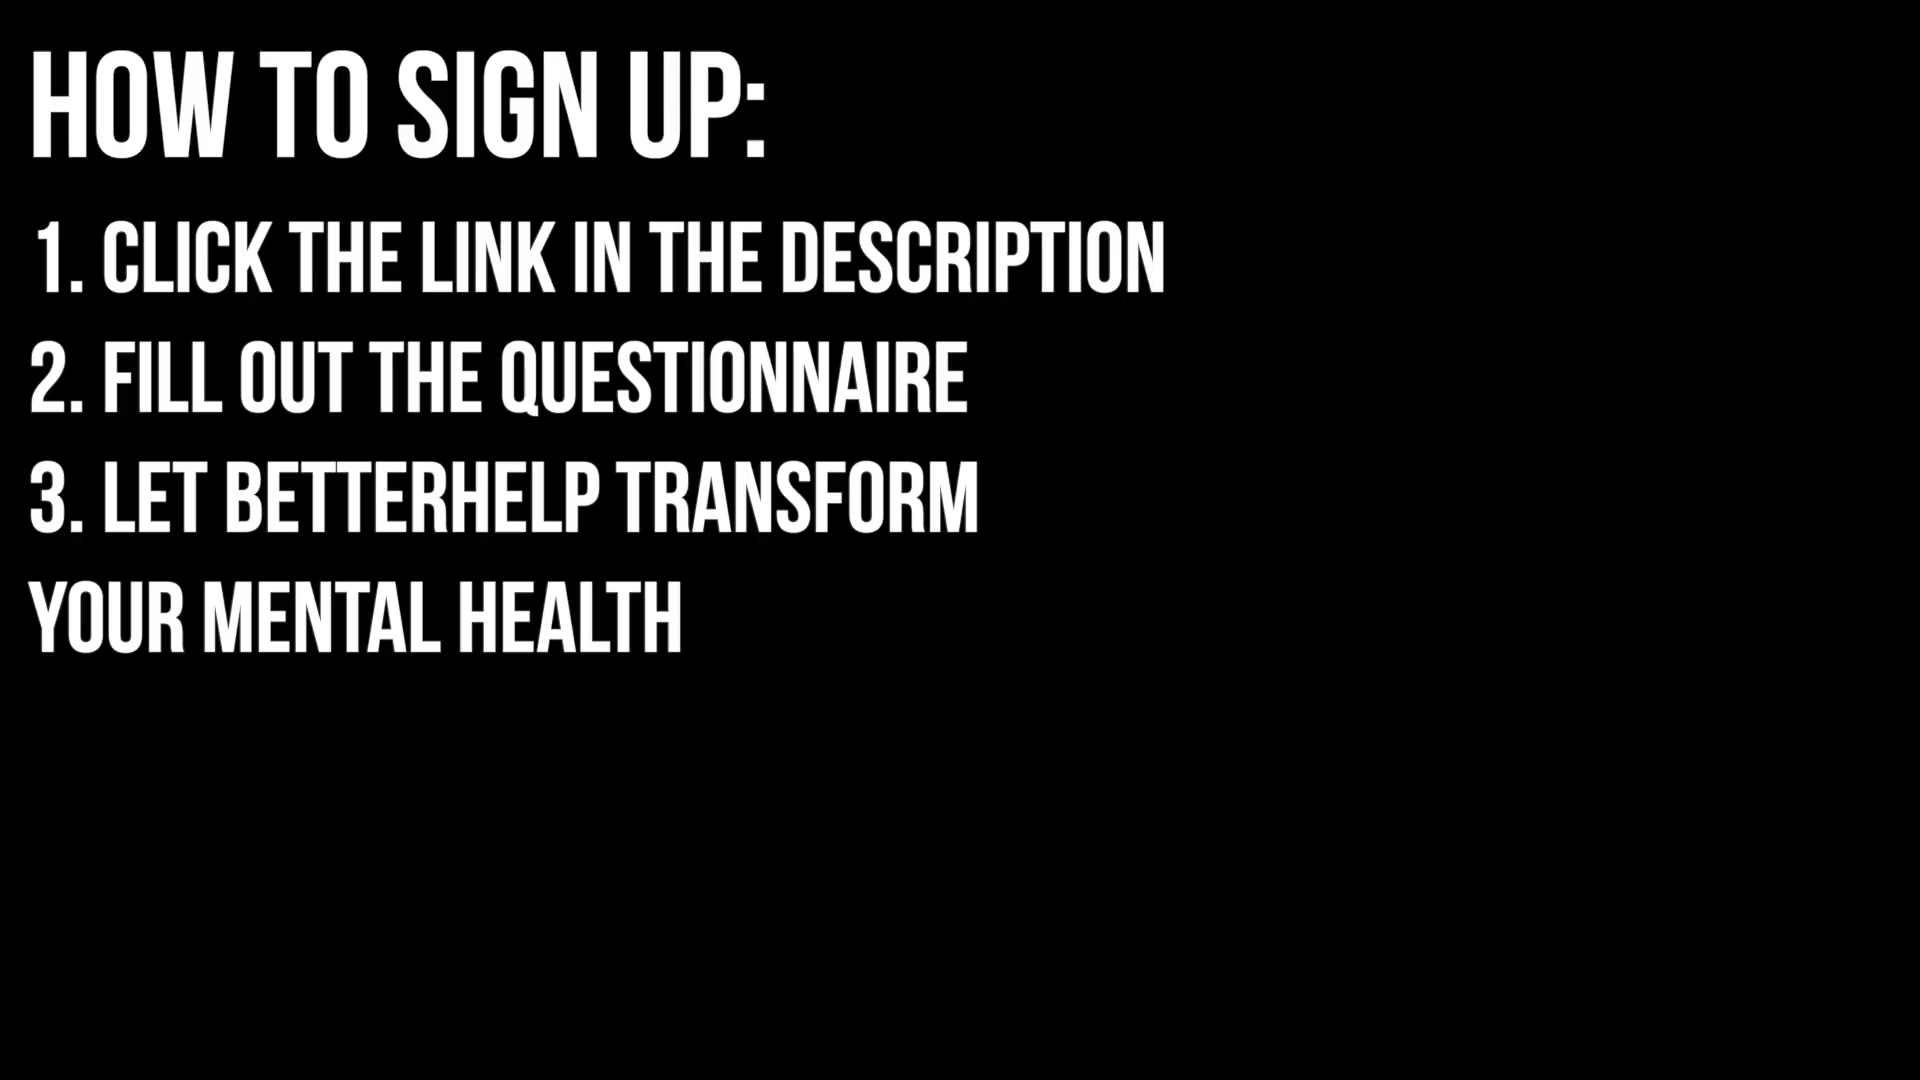 HOW TO SIGN UP:
1. CLICK THE LINK IN THE DESCRIPTION
2. FILL OUT THE QUESTIONNAIRE
3. LET BETTERHELP TRANSFORM
YOUR MENTAL HEALTH